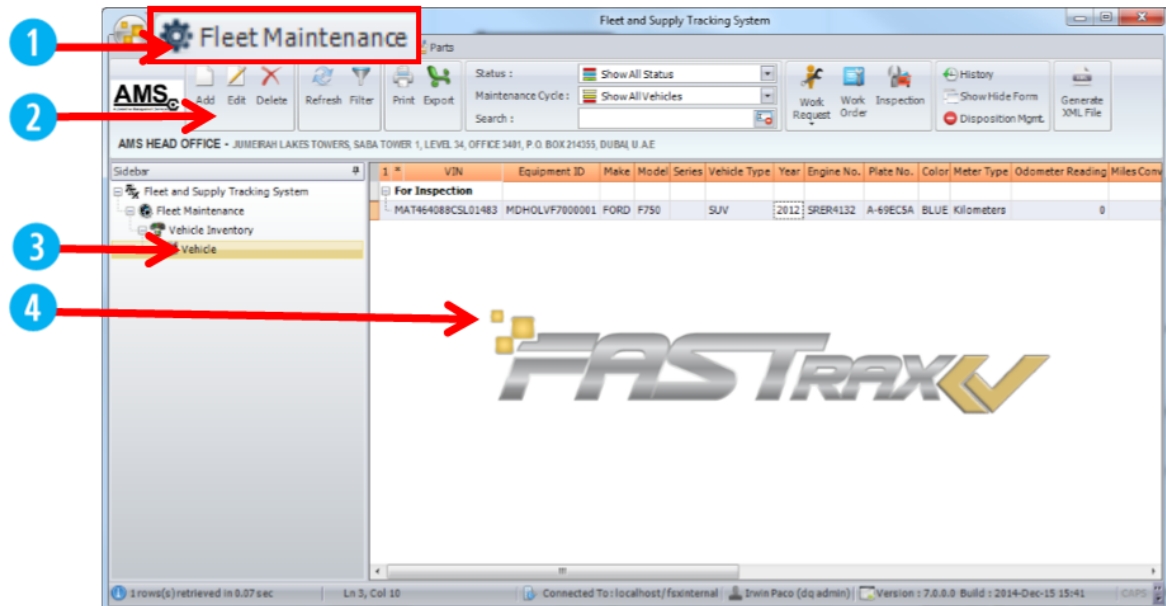 Fleet and Supply Tracking System
1 Fleet Maintenance Parts
2
3
4
AMS
Add Edit Delete Refresh Filter Print Export
Status : Show All Status
Maintenance Cycle : Show All Vehicles
Search :
Work Request Work Order Inspection
History
Show Hide Form
Disposition Mgmt.
Generate XML File
AMS HEAD OFFICE - JUMEIRAH LAKES TOWERS, SABA TOWER 1, LEVEL 34, OFFICE 3401, P.O. BOX 214355, DUBAI, U.A.E
Sidebar
Fleet and Supply Tracking System
Fleet Maintenance
Vehicle Inventory
Vehicle
1 * VIN Equipment ID Make Model Series Vehicle Type Year Engine No. Plate No. Color Meter Type Odometer Reading Miles Conv
For Inspection
MAT464088CSL01483 MDHOLVF7000001 FORD F750 SUV 2012 SRER4132 A-69EC5A BLUE Kilometers 0
FASTRAX
1 rows(s) retrieved in 0.07 sec Ln 3, Col 10 Connected To : localhost/fsxinternal Irwin Paco (dq admin) Version : 7.0.0.0 Build : 2014-Dec-15 15:41 CAPS